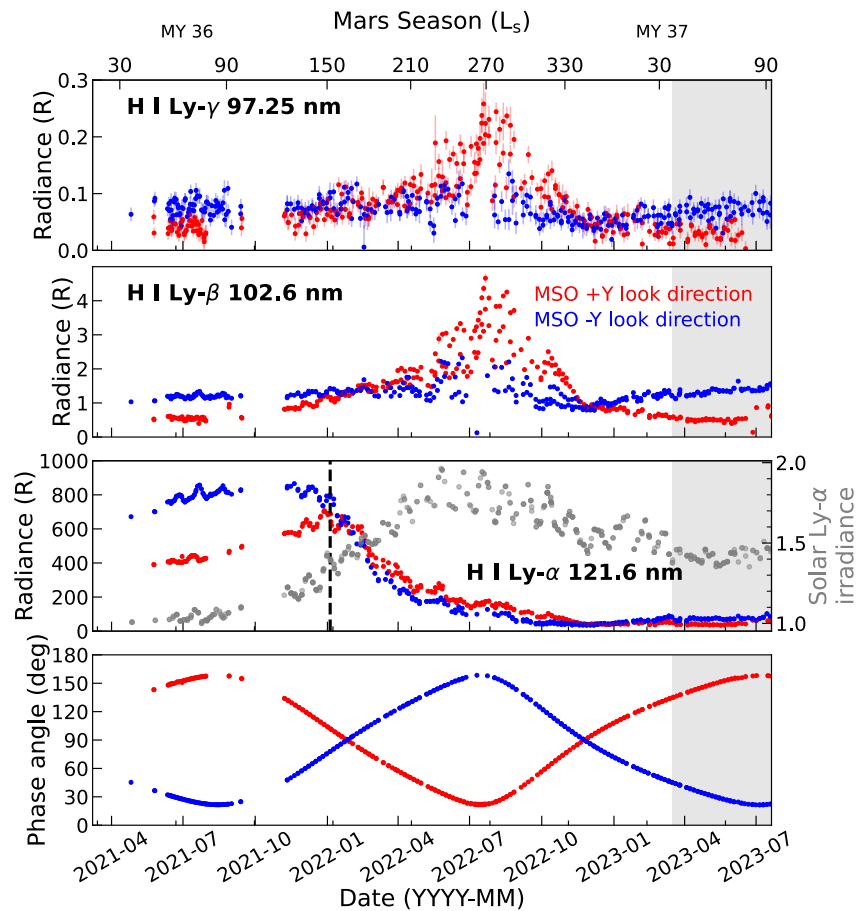 Mars Season (Lₛ)
MY 36 MY 37
30 90 150 210 270 330 30 90
Radiance (R)
0.3
0.2
0.1
0.0
H I Ly-γ 97.25 nm
Radiance (R)
4
3
2
1
0
H I Ly-β 102.6 nm
MSO +Y look direction
MSO -Y look direction
Radiance (R)
1000
800
600
400
200
0
H I Ly-α 121.6 nm
2.0
1.5
1.0
Solar Ly-α
irradiance
Phase angle (deg)
180
150
120
90
60
30
0
2021-04 2021-07 2021-10 2022-01 2022-04 2022-07 2022-10 2023-01 2023-04 2023-07
Date (YYYY-MM)